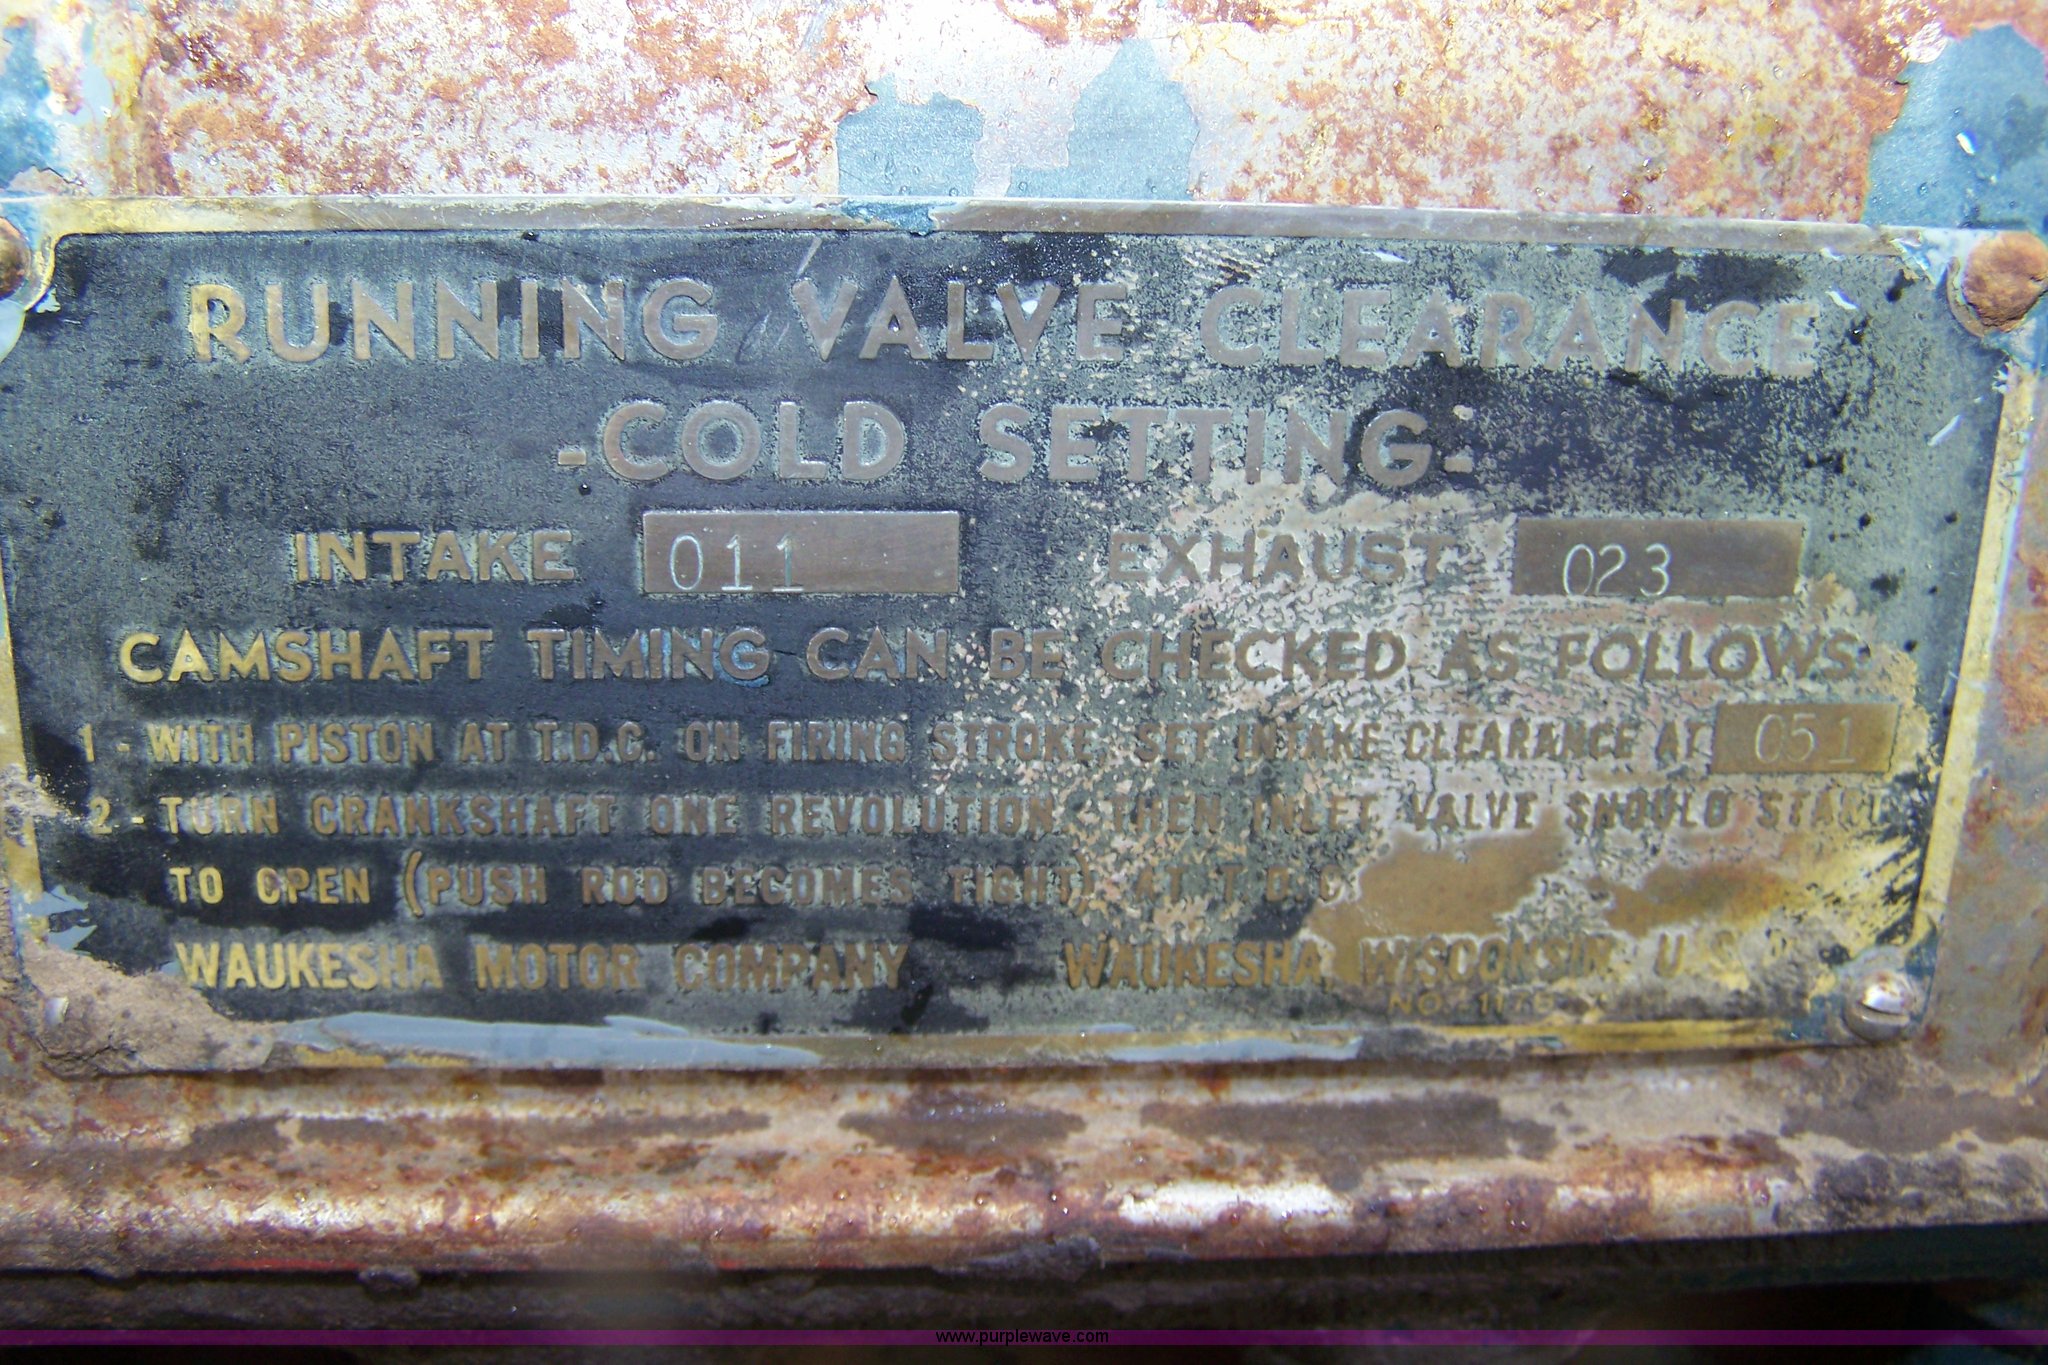 RUNNING VALVE CLEARANCE
-COLD SETTING-
INTAKE 011 EXHAUST 023
CAMSHAFT TIMING CAN BE CHECKED AS FOLLOWS
1 - WITH PISTON AT T.D.C. ON FIRING STROKE, SET INTAKE CLEARANCE AT 051
2 - TURN CRANKSHAFT ONE REVOLUTION, THEN INLET VALVE SHOULD START
TO OPEN (PUSH ROD BECOMES TIGHT) AT T.D.C.
WAUKESHA MOTOR COMPANY WAUKESHA, WISCONSIN, U.S.A.
NO.
www.purplewave.com